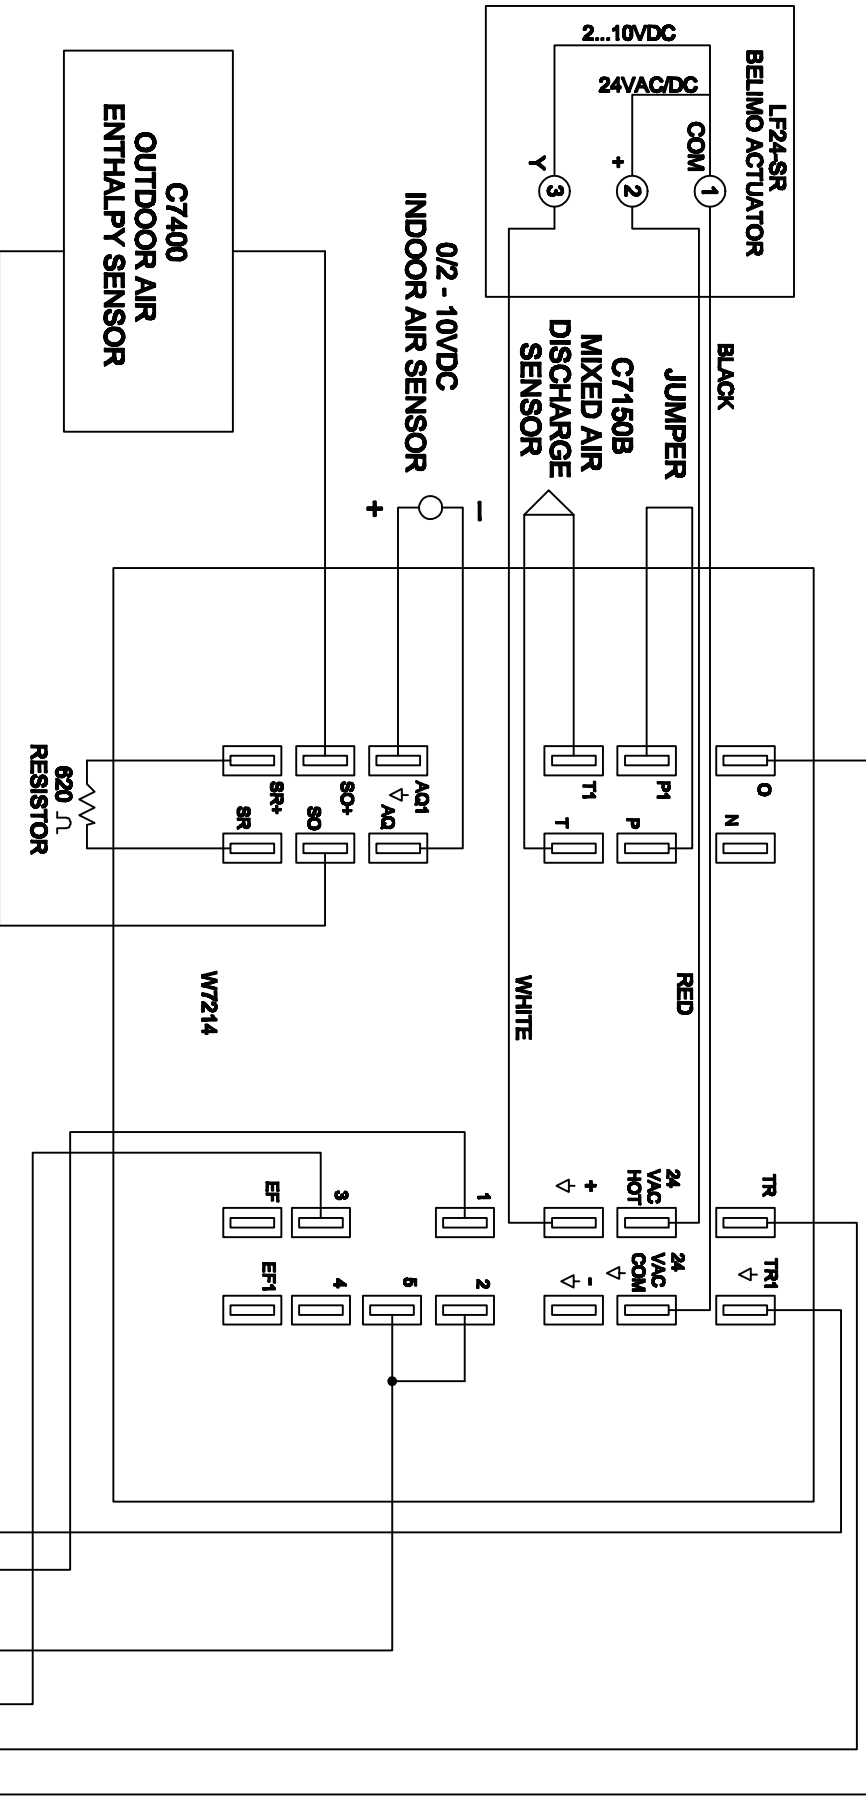 LF24-SR
BELIMO ACTUATOR
2...10VDC
24VAC/DC
COM
+
Y
1
2
3
BLACK
JUMPER
C7150B
MIXED AIR
DISCHARGE
SENSOR
0/2 - 10VDC
INDOOR AIR SENSOR
−
+
C7400
OUTDOOR AIR
ENTHALPY SENSOR
O
N
P1
P
T1
T
AQ1
AQ
SO+
SO
SR+
SR
620
RESISTOR
RED
WHITE
W7214
TR
TR1
24
VAC
HOT
24
VAC
COM
+
-
1
2
5
3
4
EF
EF1